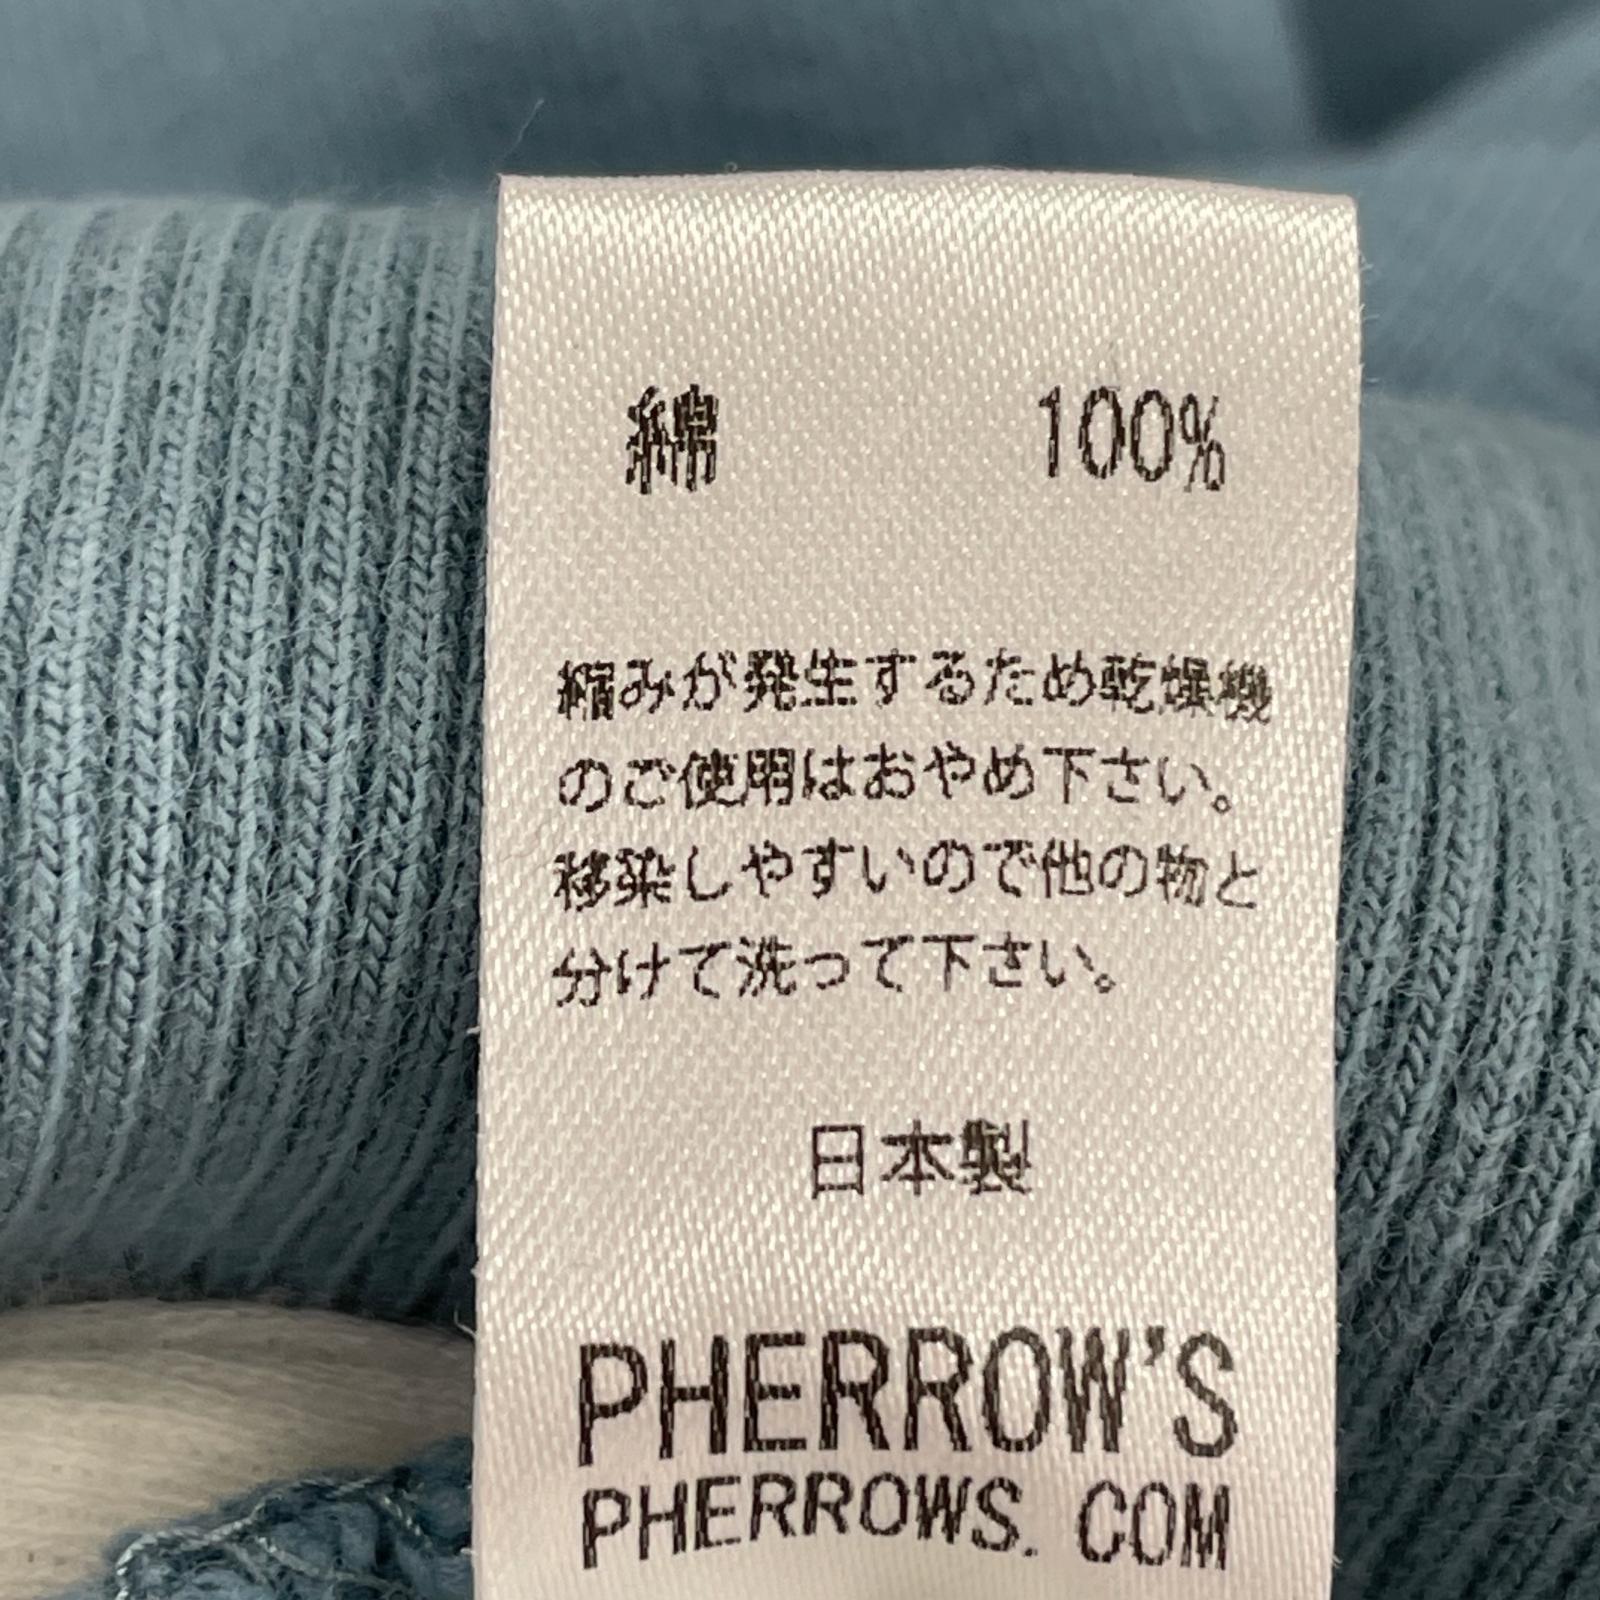 綿 100%
縮みが発生するため乾燥機
のご使用はおやめ下さい。
移染しやすいので他の物と
分けて洗って下さい。
日本製
PHERROW'S
PHERROWS. COM